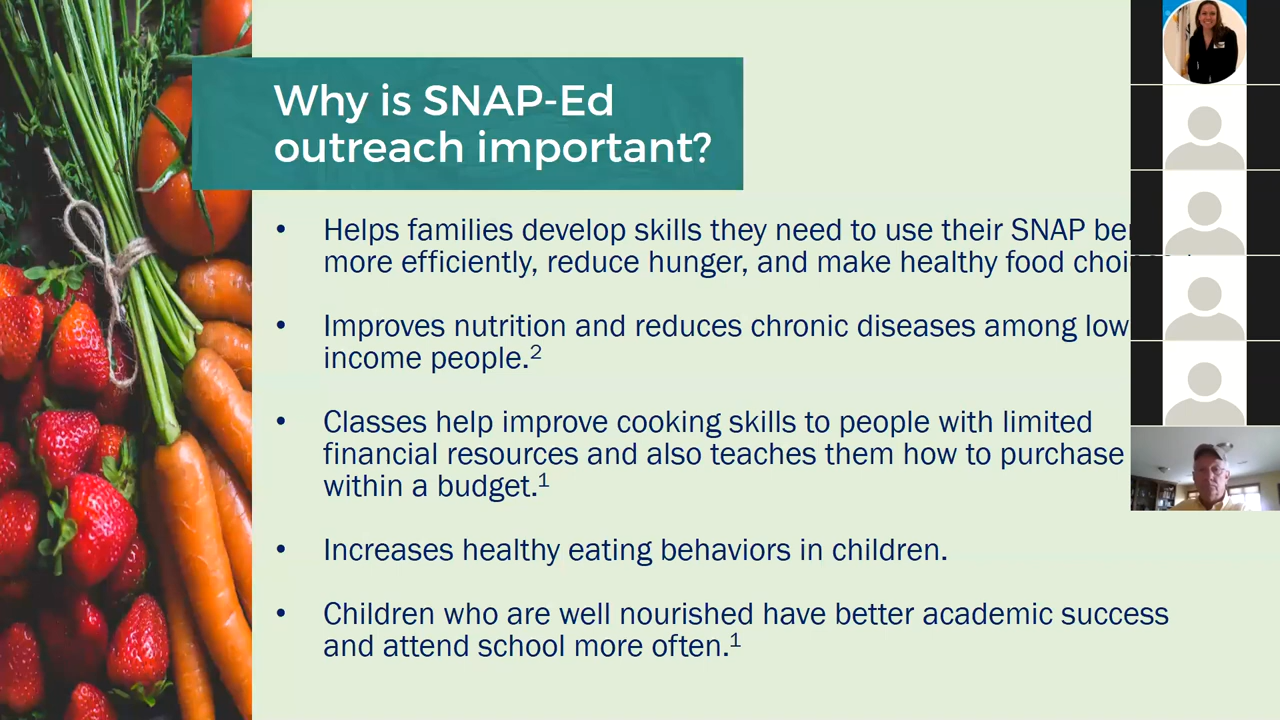 Why is SNAP-Ed
outreach important?
• Helps families develop skills they need to use their SNAP
more efficiently, reduce hunger, and make healthy food
• Improves nutrition and reduces chronic diseases among low
income people.2
• Classes help improve cooking skills to people with limited
financial resources and also teaches them how to purchase
within a budget.1
• Increases healthy eating behaviors in children.
• Children who are well nourished have better academic success
and attend school more often.1